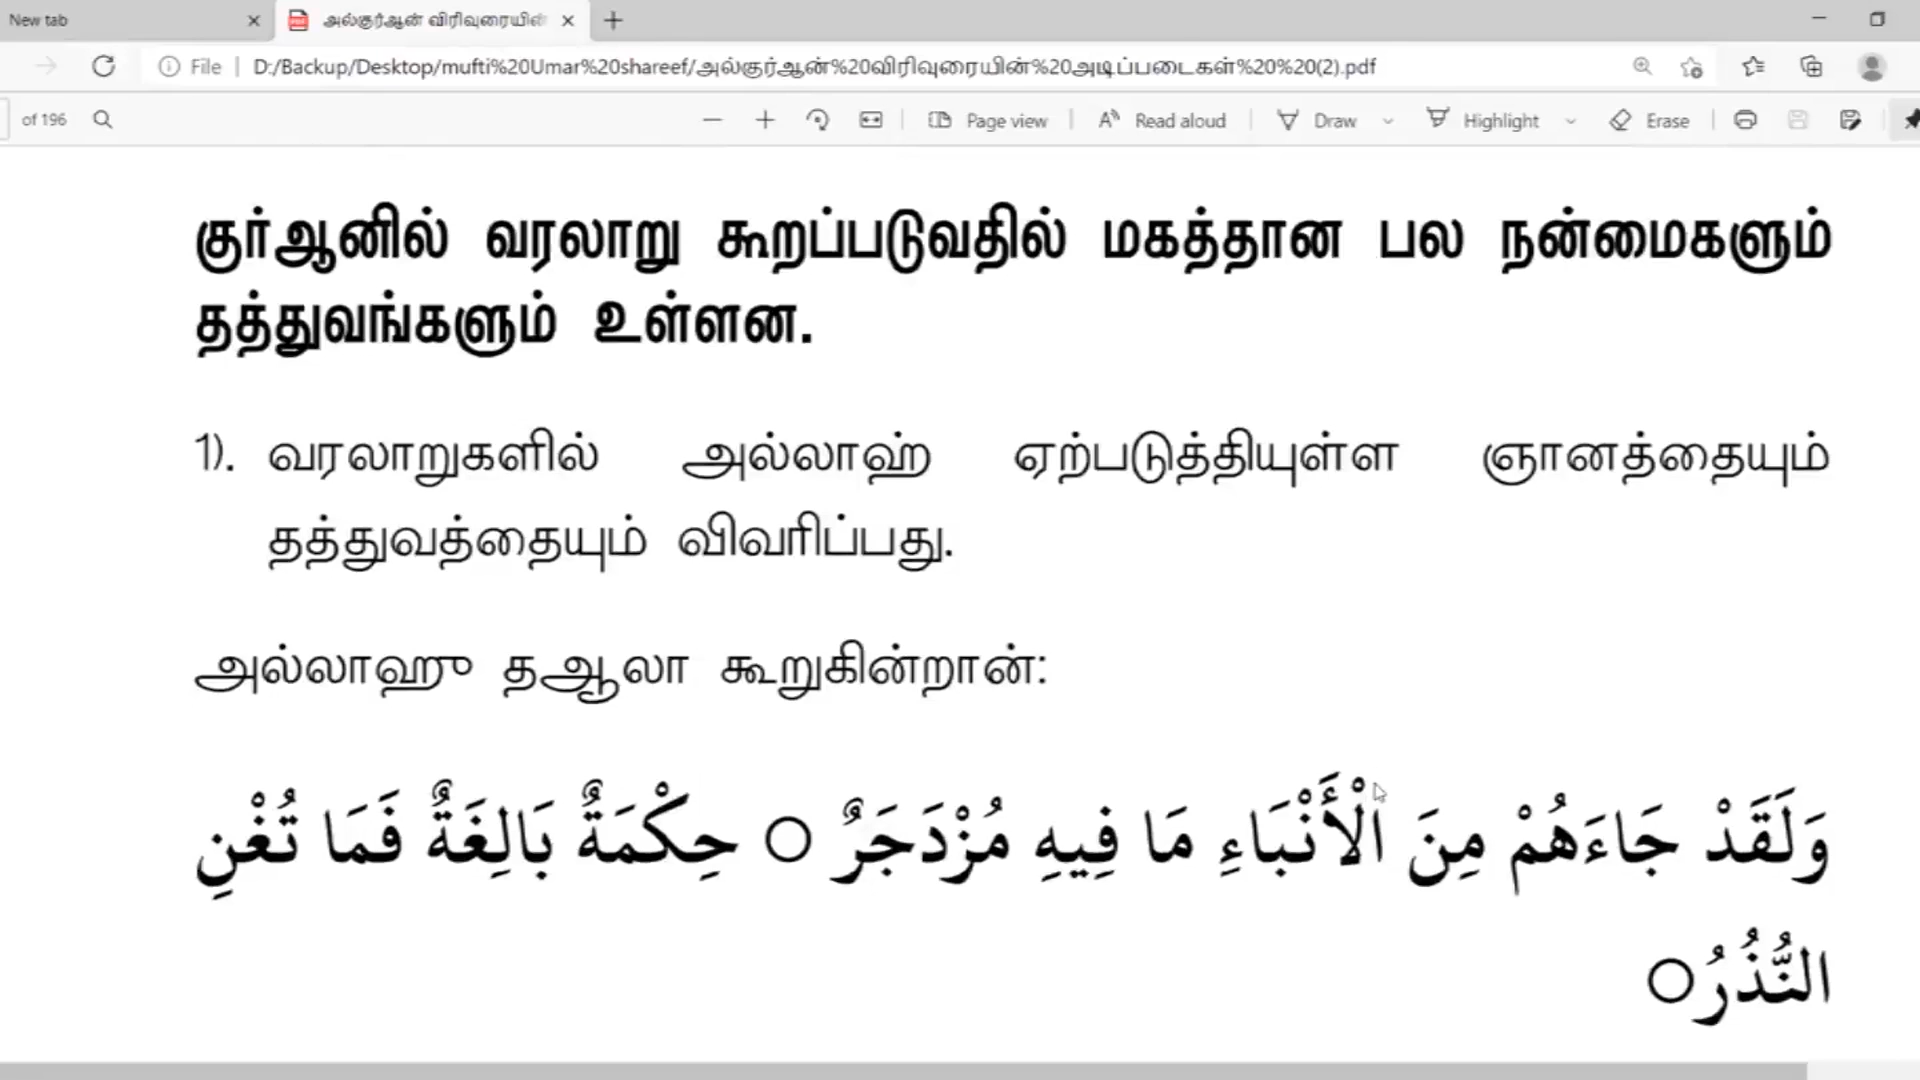 New tab
அல்குர்ஆன் விரிவுரையின்
File | D:/Backup/Desktop/mufti%20Umar%20shareef/அல்குர்ஆன்%20விரிவுரையின்%20அடிப்படைகள்%20%20(2).pdf
of 196 Page view Read aloud Draw Highlight Erase
குர்ஆனில் வரலாறு கூறப்படுவதில் மகத்தான பல நன்மைகளும்
தத்துவங்களும் உள்ளன.
1). வரலாறுகளில் அல்லாஹ் ஏற்படுத்தியுள்ள ஞானத்தையும்
தத்துவத்தையும் விவரிப்பது.
அல்லாஹு தஆலா கூறுகின்றான்:
وَلَقَدْ جَاءَهُمْ مِنَ الْأَنْبَاءِ مَا فِيهِ مُزْدَجَرٌ ○ حِكْمَةٌ بَالِغَةٌ فَمَا تُغْنِ
النُّذُرُ ○